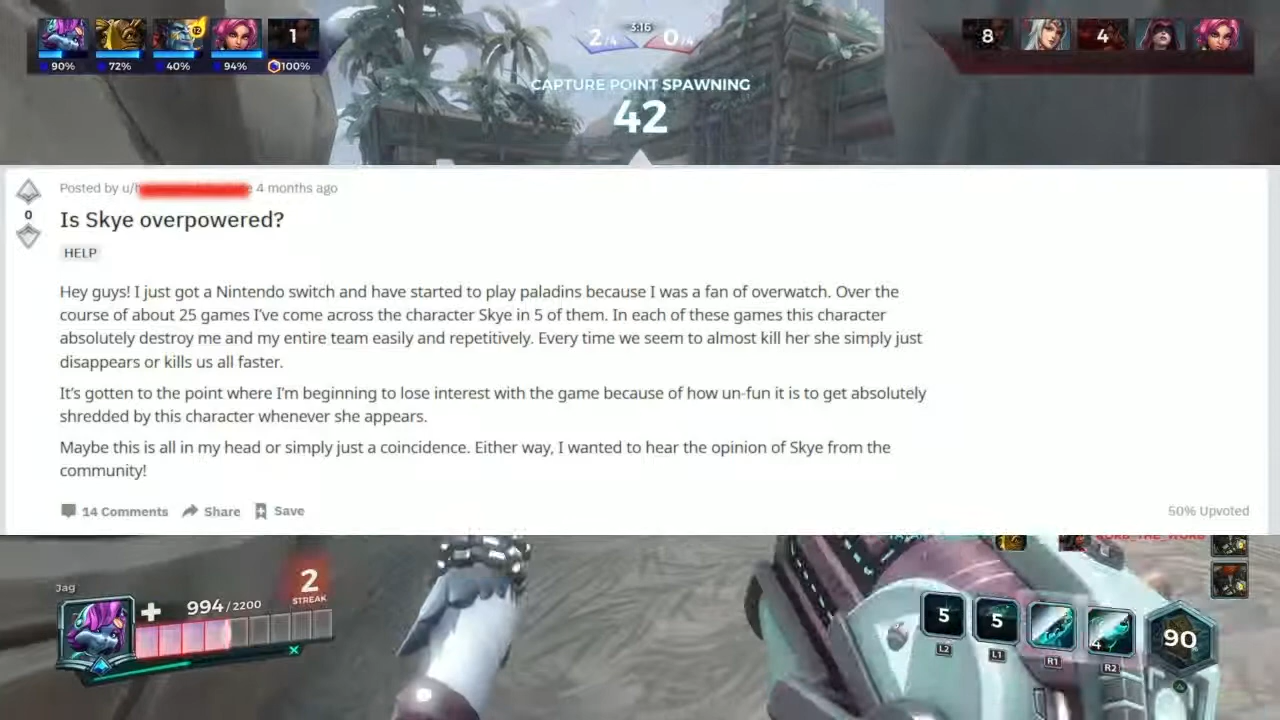 12
1
90%
72%
40%
94%
100%
2/4
3:16
0/4
8
4
CAPTURE POINT SPAWNING
42
Posted by u/ 4 months ago
0
Is Skye overpowered?
HELP
Hey guys! I just got a Nintendo switch and have started to play paladins because I was a fan of overwatch. Over the
course of about 25 games I've come across the character Skye in 5 of them. In each of these games this character
absolutely destroy me and my entire team easily and repetitively. Every time we seem to almost kill her she simply just
disappears or kills us all faster.
It's gotten to the point where I'm beginning to lose interest with the game because of how un-fun it is to get absolutely
shredded by this character whenever she appears.
Maybe this is all in my head or simply just a coincidence. Either way, I wanted to hear the opinion of Skye from the
community!
14 Comments Share Save
50% Upvoted
Jag
994/2200
2
STREAK
5
5
4
90
L2
L1
R1
R2